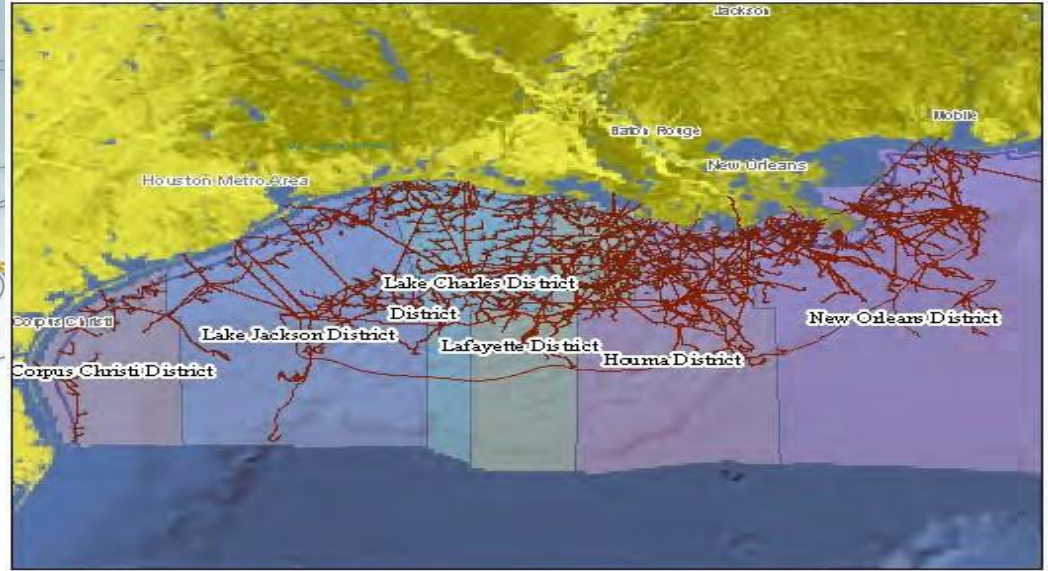 Jackson
Mobile
Baton Rouge
New Orleans
Houston Metro Area
Lake Charles District
District
New Orleans District
Corpus Christi
Lake Jackson District
Lafayette District
Houma District
Corpus Christi District